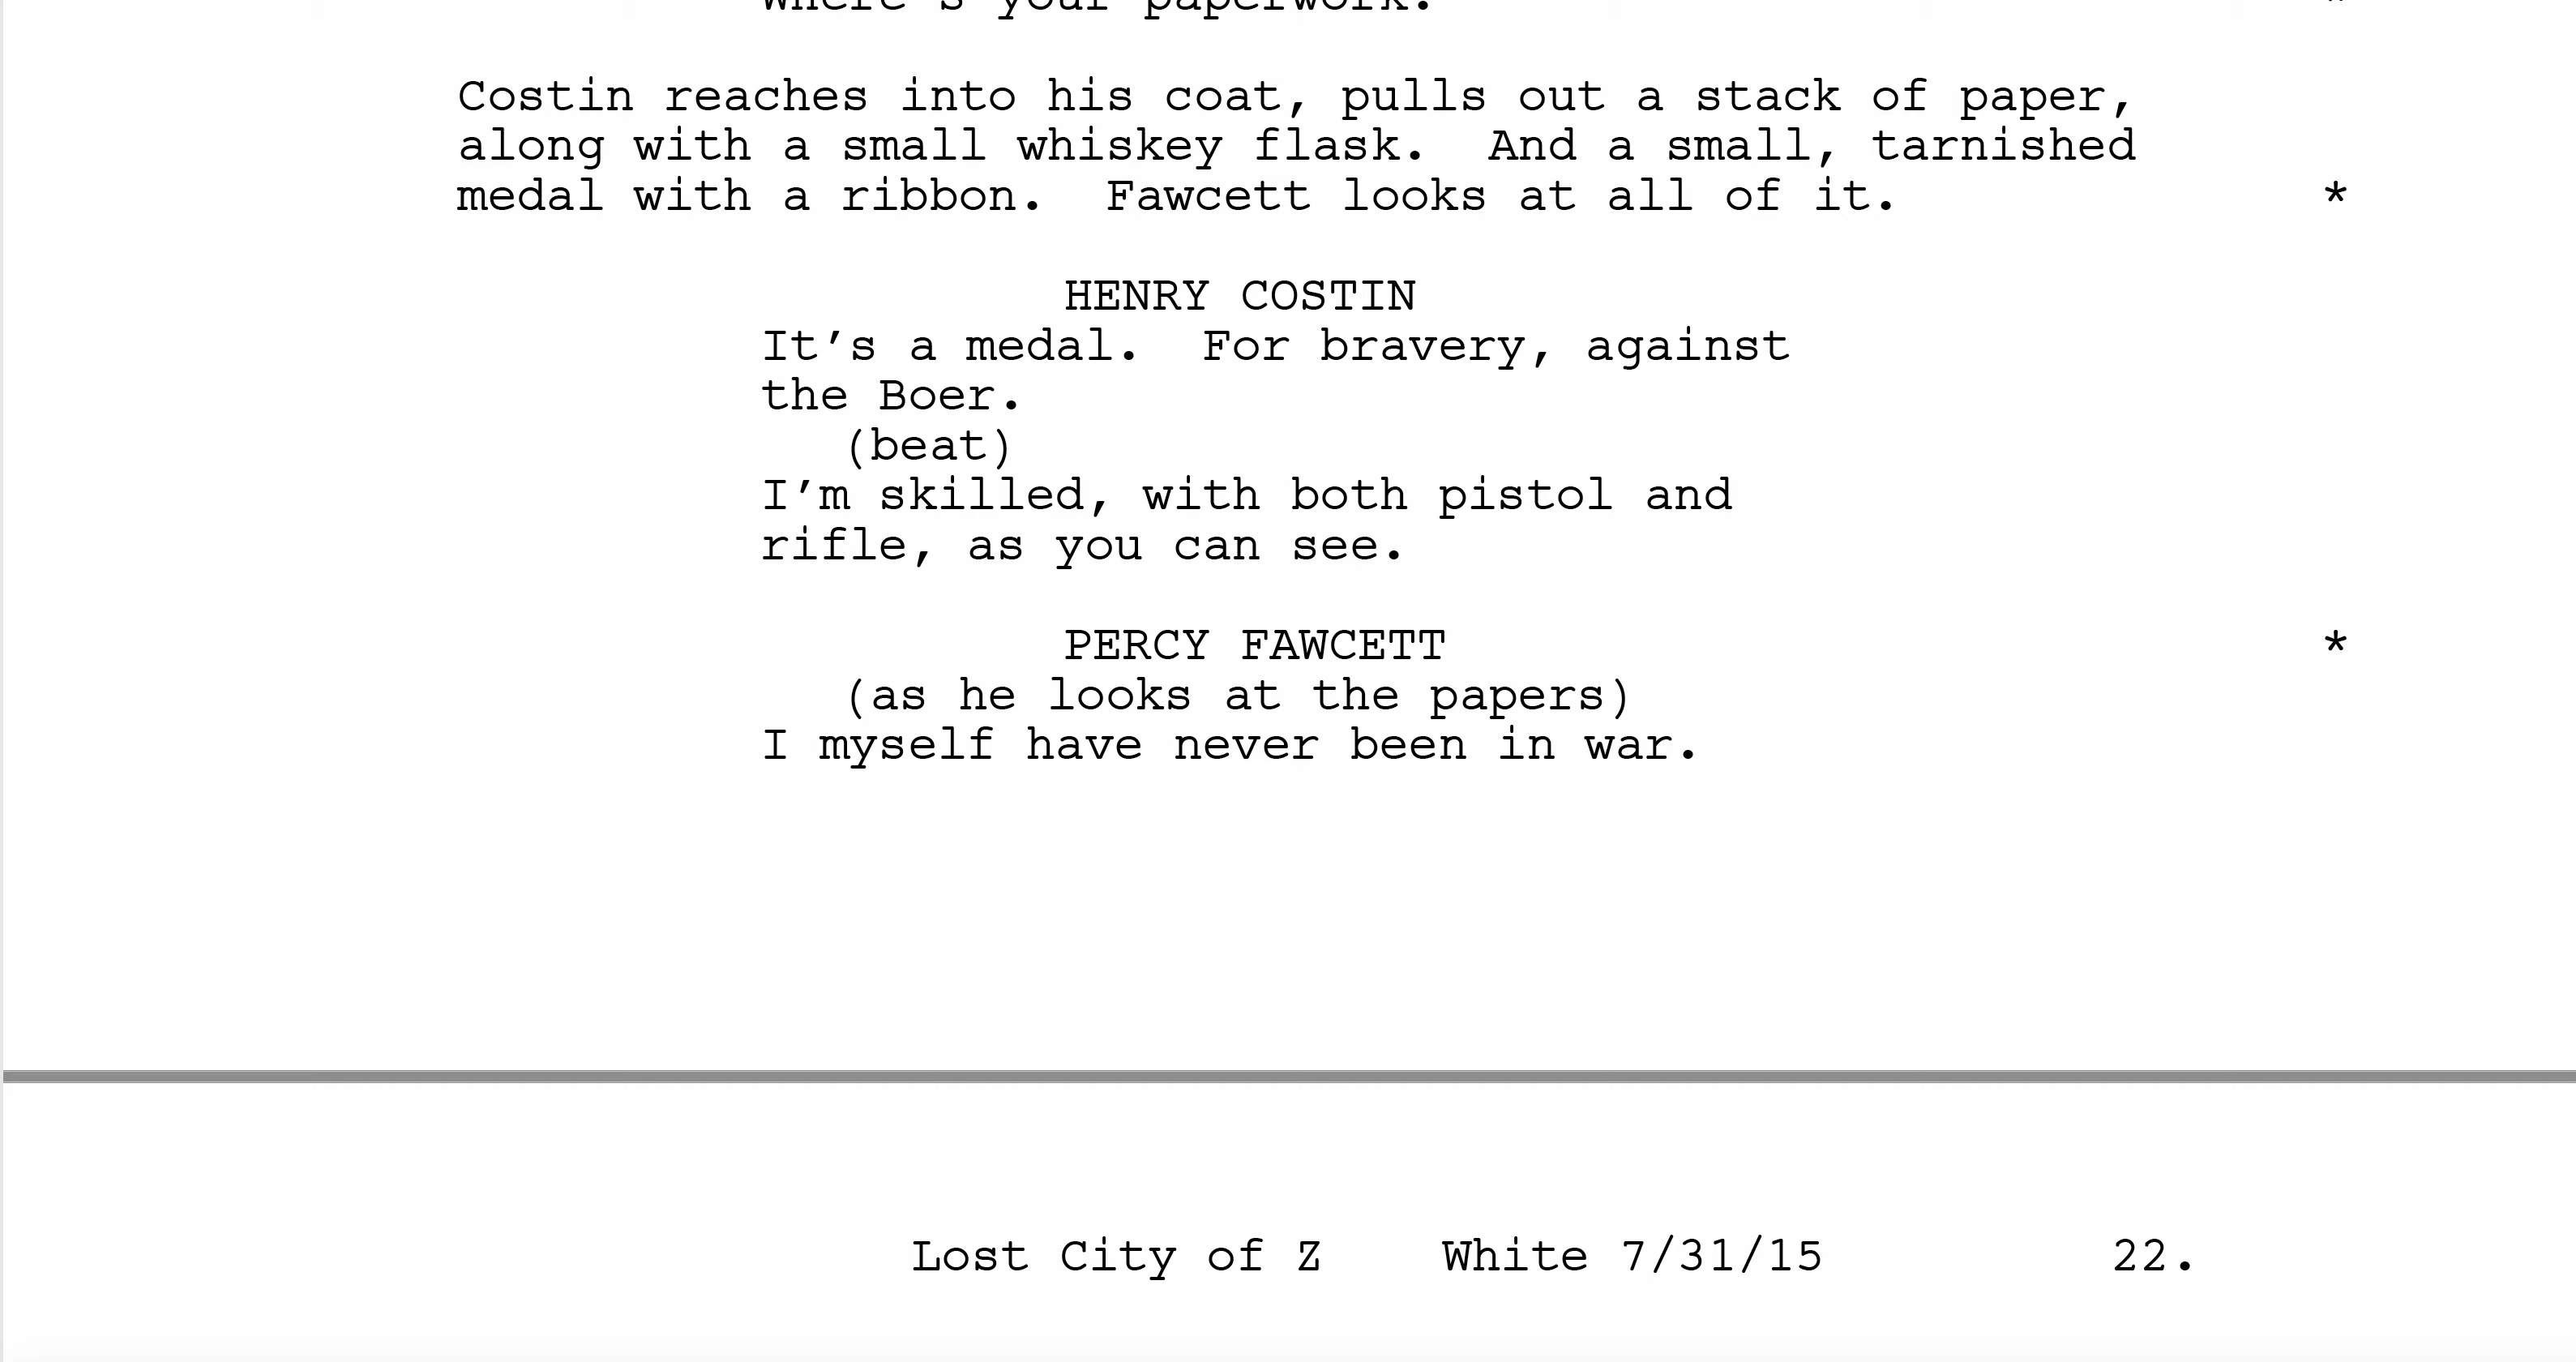 Where's your paperwork. *
Costin reaches into his coat, pulls out a stack of paper,
along with a small whiskey flask.  And a small, tarnished
medal with a ribbon.  Fawcett looks at all of it. *
HENRY COSTIN
It’s a medal.  For bravery, against
the Boer.
(beat)
I’m skilled, with both pistol and
rifle, as you can see.
PERCY FAWCETT *
(as he looks at the papers)
I myself have never been in war.
Lost City of Z    White 7/31/15    22.